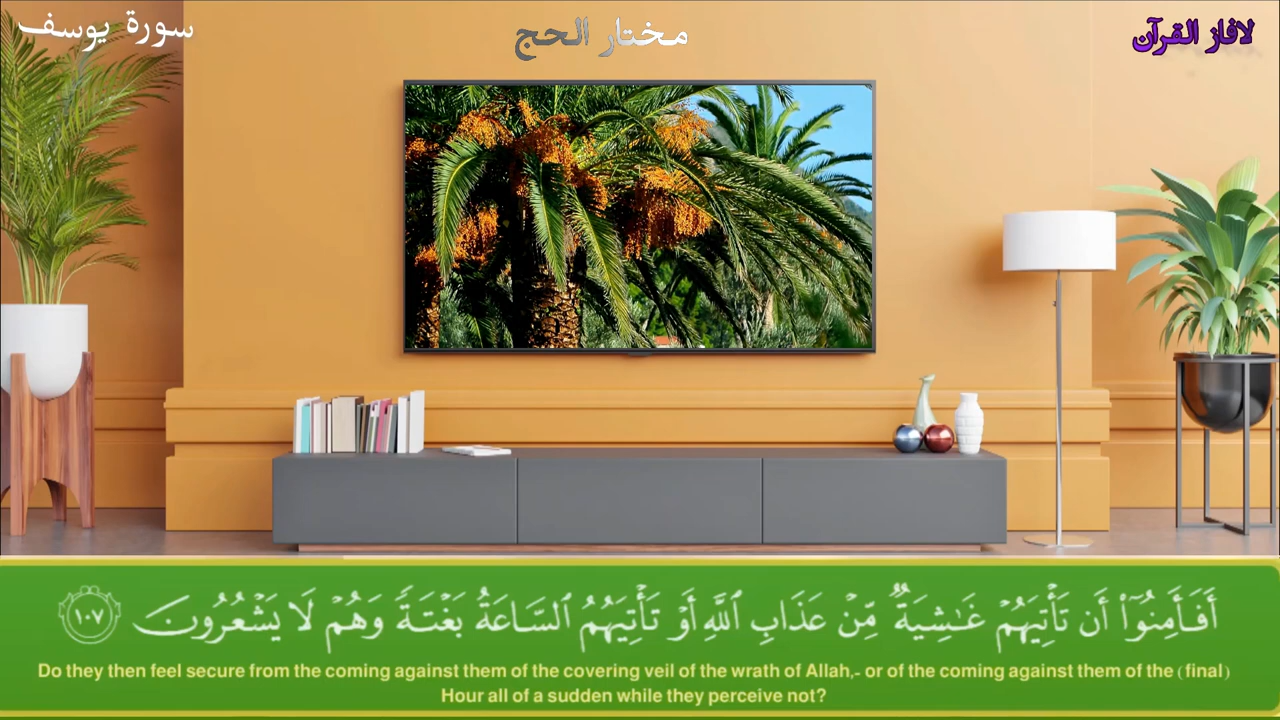 سورة يوسف
مختار الحج
لافاز القرآن
أَفَأَمِنُوٓا۟ أَن تَأْتِيَهُمْ غَـٰشِيَةٌ مِّنْ عَذَابِ ٱللَّهِ أَوْ تَأْتِيَهُمُ ٱلسَّاعَةُ بَغْتَةً وَهُمْ لَا يَشْعُرُونَ ١٠٧
Do they then feel secure from the coming against them of the covering veil of the wrath of Allah,- or of the coming against them of the (final)
Hour all of a sudden while they perceive not?